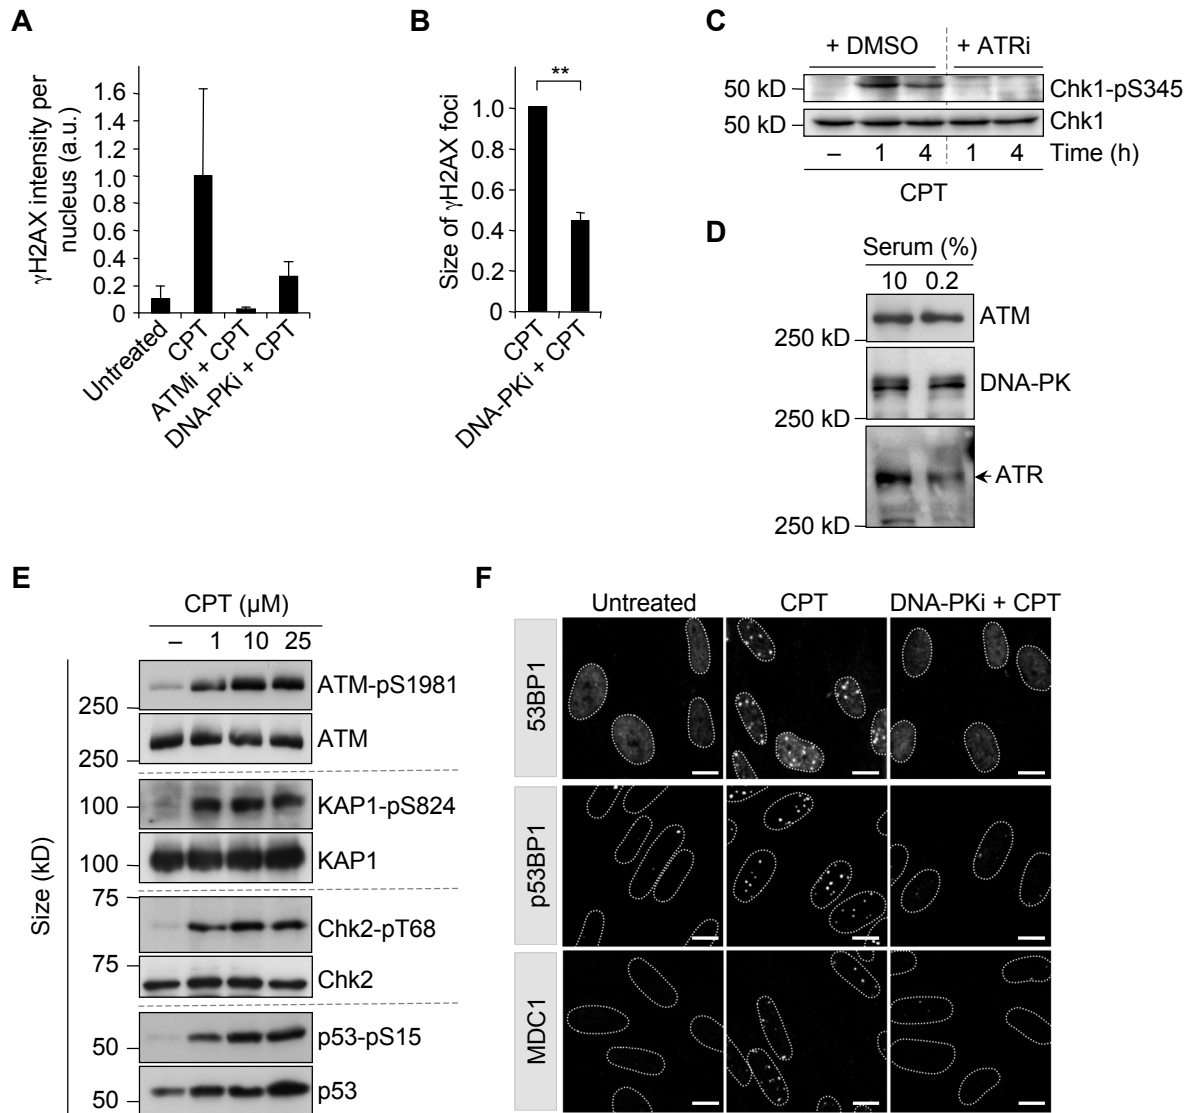 A
γH2AX intensity per
nucleus (a.u.)
1.6
1.4
1.2
1.0
0.8
0.6
0.4
0.2
0
Untreated
CPT
ATMi + CPT
DNA-PKi + CPT
B
Size of γH2AX foci
**
1.0
0.8
0.6
0.4
0.2
0
CPT
DNA-PKi + CPT
C
+ DMSO + ATRi
50 kD Chk1-pS345
50 kD Chk1
– 1 4 1 4 Time (h)
CPT
D
Serum (%)
10 0.2
ATM
250 kD
DNA-PK
250 kD
ATR
250 kD
E
CPT (µM)
– 1 10 25
Size (kD)
ATM-pS1981
250
ATM
250
100 KAP1-pS824
100 KAP1
75
Chk2-pT68
75
Chk2
p53-pS15
50
p53
50
F
Untreated CPT DNA-PKi + CPT
53BP1
p53BP1
MDC1